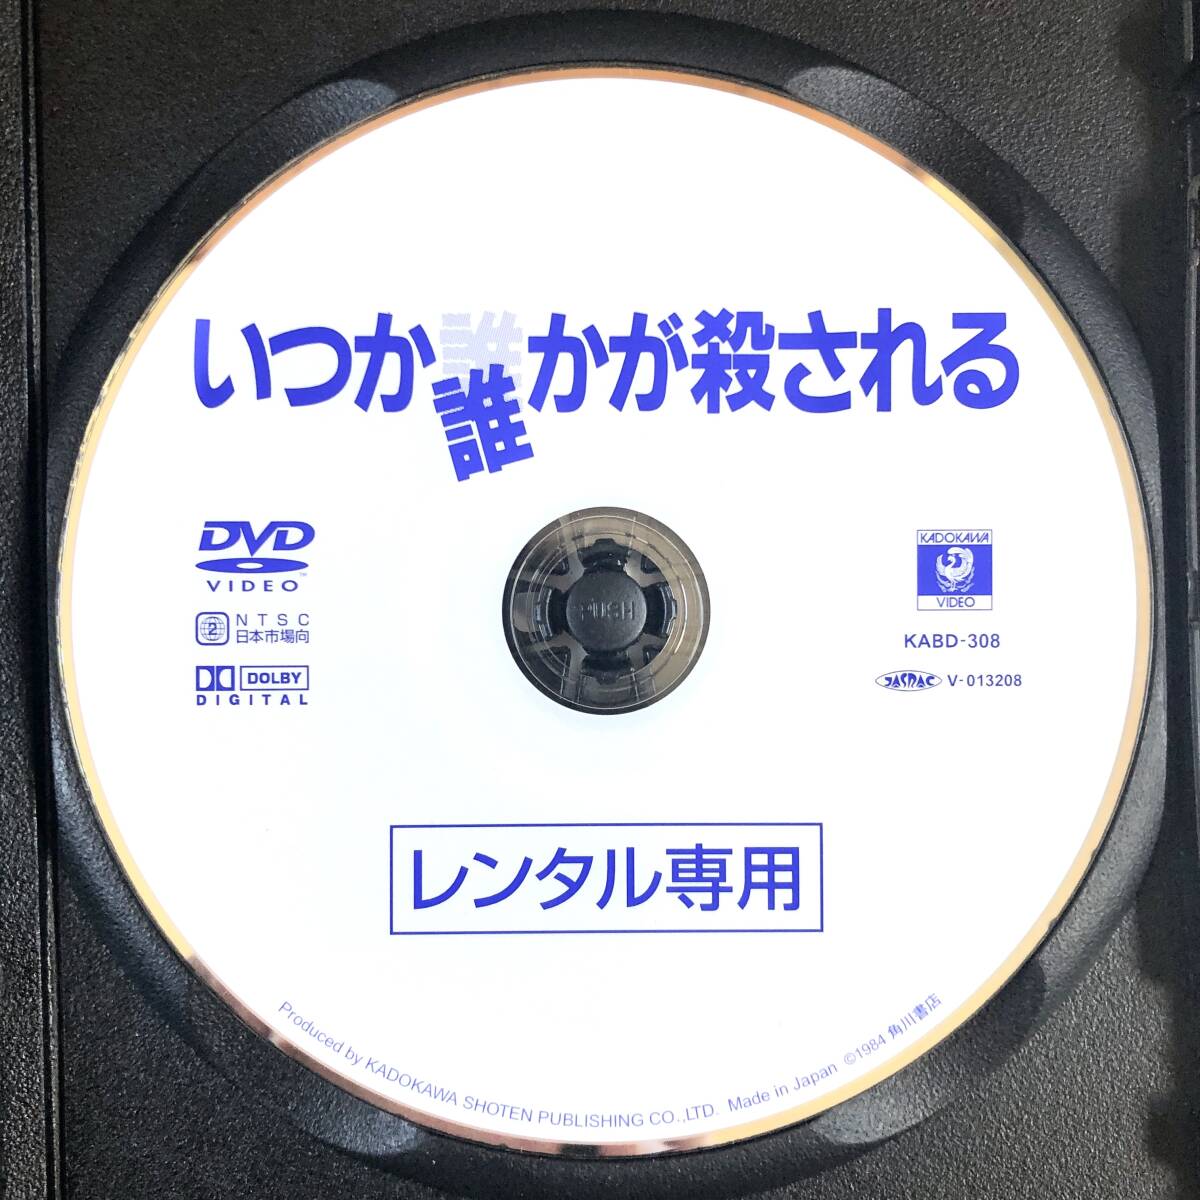 いつか誰かが殺される
DVD
VIDEO
2
NTSC
日本市場向
DOLBY
DIGITAL
PUSH
KADOKAWA
VIDEO
KABD-308
JASRAC V-013208
レンタル専用
Produced by KADOKAWA SHOTEN PUBLISHING CO.,LTD. Made in Japan ©1984 角川書店